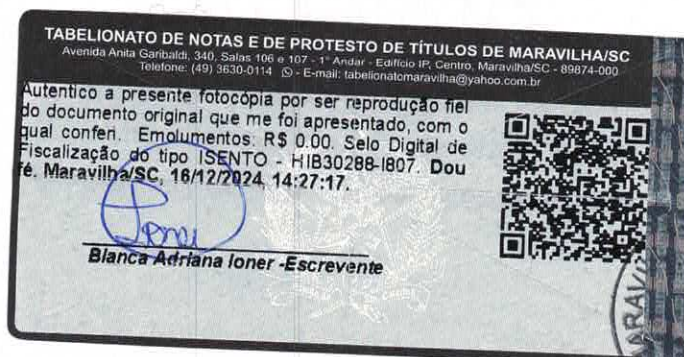 TABELIONATO DE NOTAS E DE PROTESTO DE TÍTULOS DE MARAVILHA/SC
Avenida Anita Garibaldi, 340, Salas 106 e 107 - 1° Andar - Edifício IP, Centro, Maravilha/SC - 89874-000
Telefone: (49) 3630-0114 - E-mail: tabelionatomaravilha@yahoo.com.br
Autentico a presente fotocópia por ser reprodução fiel
do documento original que me foi apresentado, com o
qual conferi. Emolumentos: R$ 0.00. Selo Digital de
Fiscalização do tipo ISENTO - HIB30288-I807. Dou
fé. Maravilha/SC, 16/12/2024, 14:27:17.
Ioner
Bianca Adriana Ioner -Escrevente
ARAVI